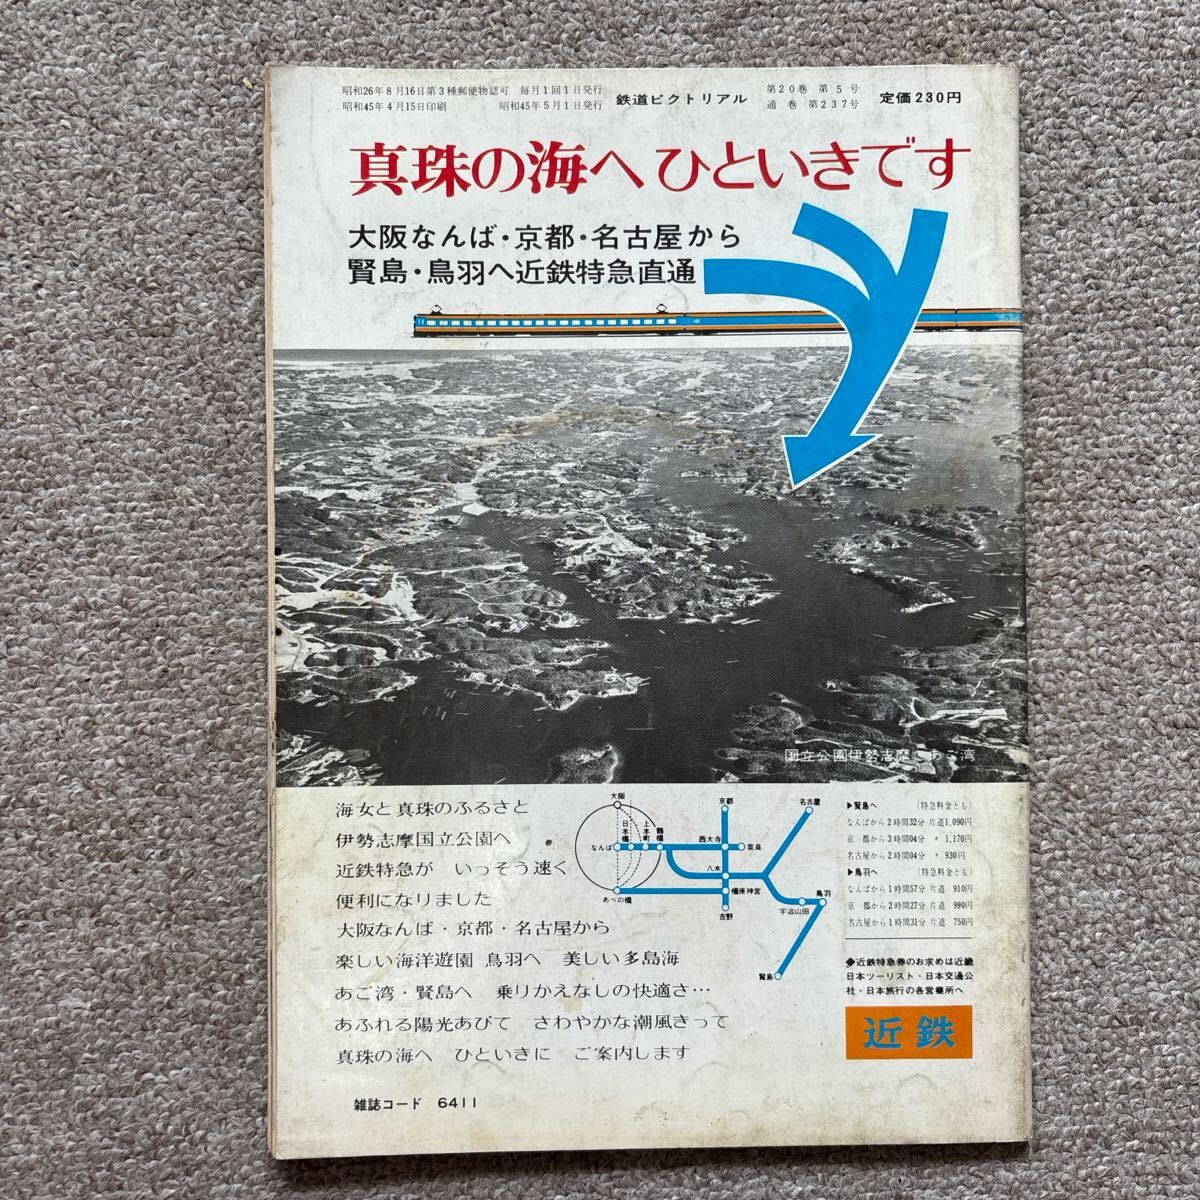 昭和26年8月16日第3種郵便物認可 毎月1回1日発行
昭和45年4月15日印刷 昭和45年5月1日発行
鉄道ピクトリアル
第20巻 第5号
通巻 第237号
定価230円
真珠の海へひといきです
大阪なんば・京都・名古屋から
賢島・鳥羽へ近鉄特急直通
国立公園伊勢志摩・あご湾
海女と真珠のふるさと
伊勢志摩国立公園へ
近鉄特急が いっそう速く
便利になりました
大阪なんば・京都・名古屋から
楽しい海洋遊園 鳥羽へ 美しい多島海
あご湾・賢島へ 乗りかえなしの快適さ…
あふれる陽光あびて さわやかな潮風きって
真珠の海へ ひといきに ご案内します
雑誌コード 6411
大阪
日本橋
上本町
鶴橋
なんば
あべの橋
京都
西大寺
奈良
八木
橿原神宮
吉野
名古屋
宇治山田
鳥羽
賢島
▶賢島へ (特急料金とも)
なんばから2時間32分 片道1,090円
京都から3時間04分 〃 1,170円
名古屋から2時間04分 〃 930円
▶鳥羽へ (特急料金とも)
なんばから1時間57分 片道 910円
京都から2時間27分 片道 990円
名古屋から1時間31分 片道 750円
◆近鉄特急券のお求めは近畿
日本ツーリスト・日本交通公
社・日本旅行の各営業所へ
近鉄